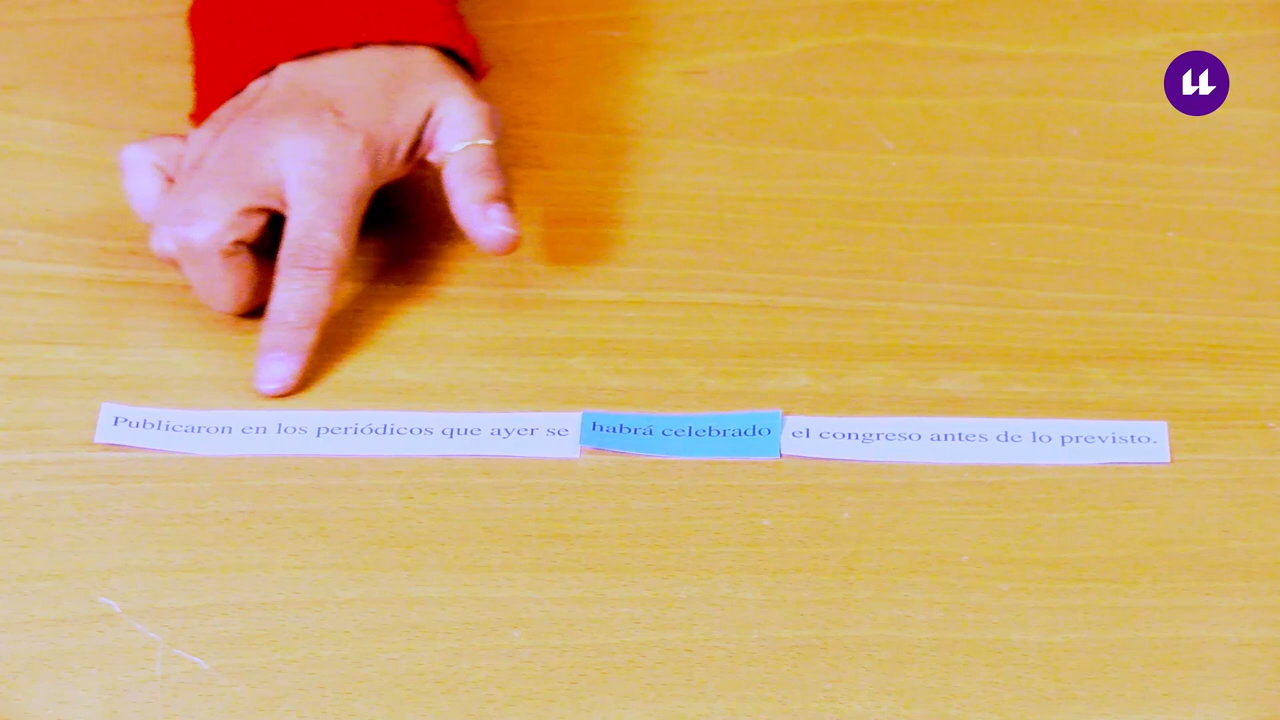 Publicaron en los periódicos que ayer se habrá celebrado el congreso antes de lo previsto.